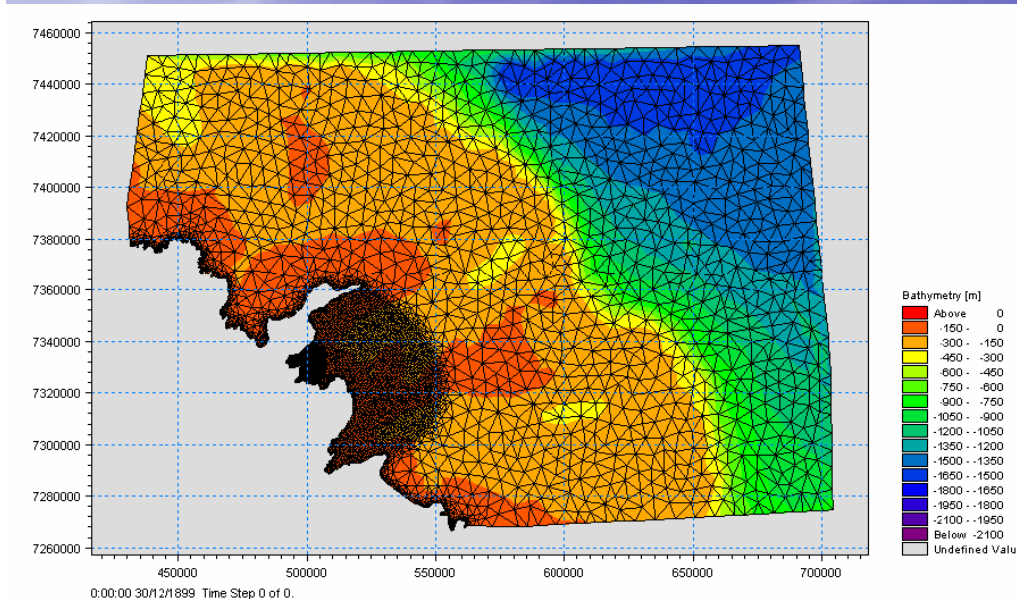 7460000
7440000
7420000
7400000
7380000
7360000
7340000
7320000
7300000
7280000
7260000
450000 500000 550000 600000 650000 700000
0:00:00 30/12/1899 Time Step 0 of 0.
Bathymetry [m]
Above 0
-150 - 0
-300 - -150
-450 - -300
-600 - -450
-750 - -600
-900 - -750
-1050 - -900
-1200 - -1050
-1350 - -1200
-1500 - -1350
-1650 - -1500
-1800 - -1650
-1950 - -1800
-2100 - -1950
Below -2100
Undefined Valu